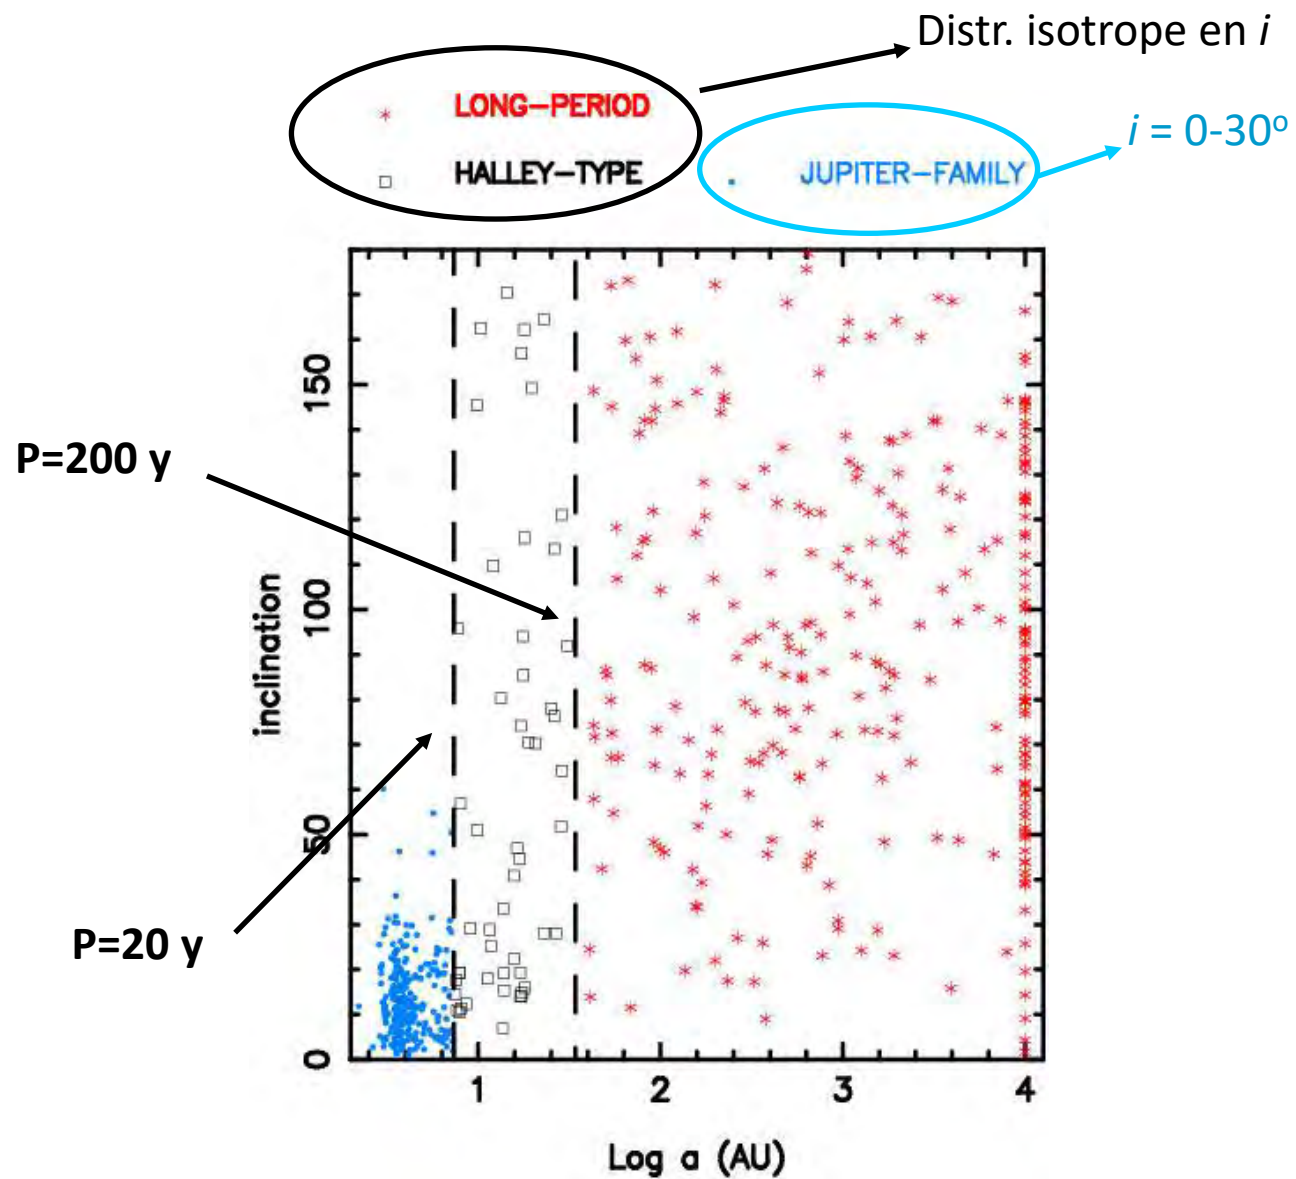 Distr. isotrope en i
LONG-PERIOD
i = 0-30º
HALLEY-TYPE
JUPITER-FAMILY
P=200 y
P=20 y
inclination
150
100
50
0
1
2
3
4
Log a (AU)